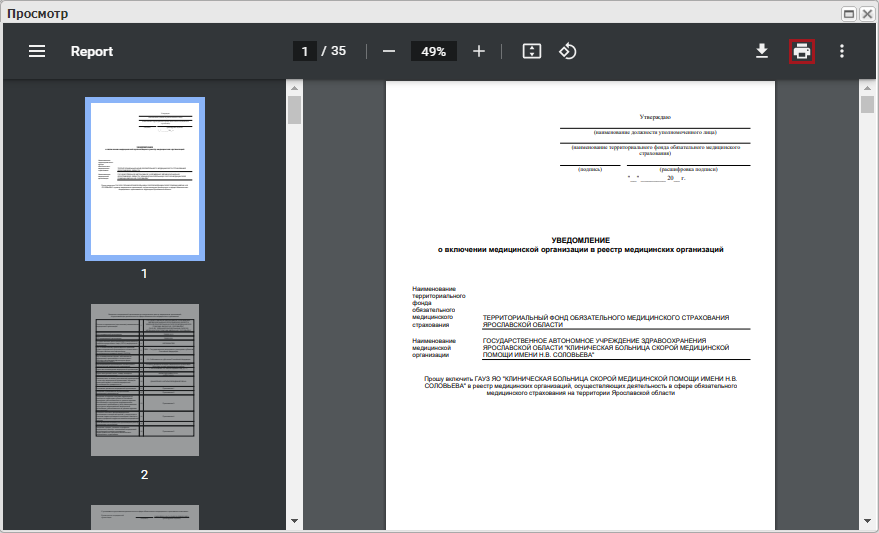 Просмотр
Report
1 / 35
49%
1
2
Утверждаю
(наименование должности уполномоченного лица)
(наименование территориального фонда обязательного медицинского
страхования)
(подпись) (расшифровка подписи)
"__" ________ 20__ г.
УВЕДОМЛЕНИЕ
о включении медицинской организации в реестр медицинских организаций
Наименование
территориального
фонда
обязательного
медицинского
страхования
ТЕРРИТОРИАЛЬНЫЙ ФОНД ОБЯЗАТЕЛЬНОГО МЕДИЦИНСКОГО СТРАХОВАНИЯ
ЯРОСЛАВСКОЙ ОБЛАСТИ
Наименование
медицинской
организации
ГОСУДАРСТВЕННОЕ АВТОНОМНОЕ УЧРЕЖДЕНИЕ ЗДРАВООХРАНЕНИЯ
ЯРОСЛАВСКОЙ ОБЛАСТИ "КЛИНИЧЕСКАЯ БОЛЬНИЦА СКОРОЙ МЕДИЦИНСКОЙ
ПОМОЩИ ИМЕНИ Н.В. СОЛОВЬЕВА"
Прошу включить ГАУЗ ЯО "КЛИНИЧЕСКАЯ БОЛЬНИЦА СКОРОЙ МЕДИЦИНСКОЙ ПОМОЩИ ИМЕНИ Н.В.
СОЛОВЬЕВА" в реестр медицинских организаций, осуществляющих деятельность в сфере обязательного
медицинского страхования на территории Ярославской области